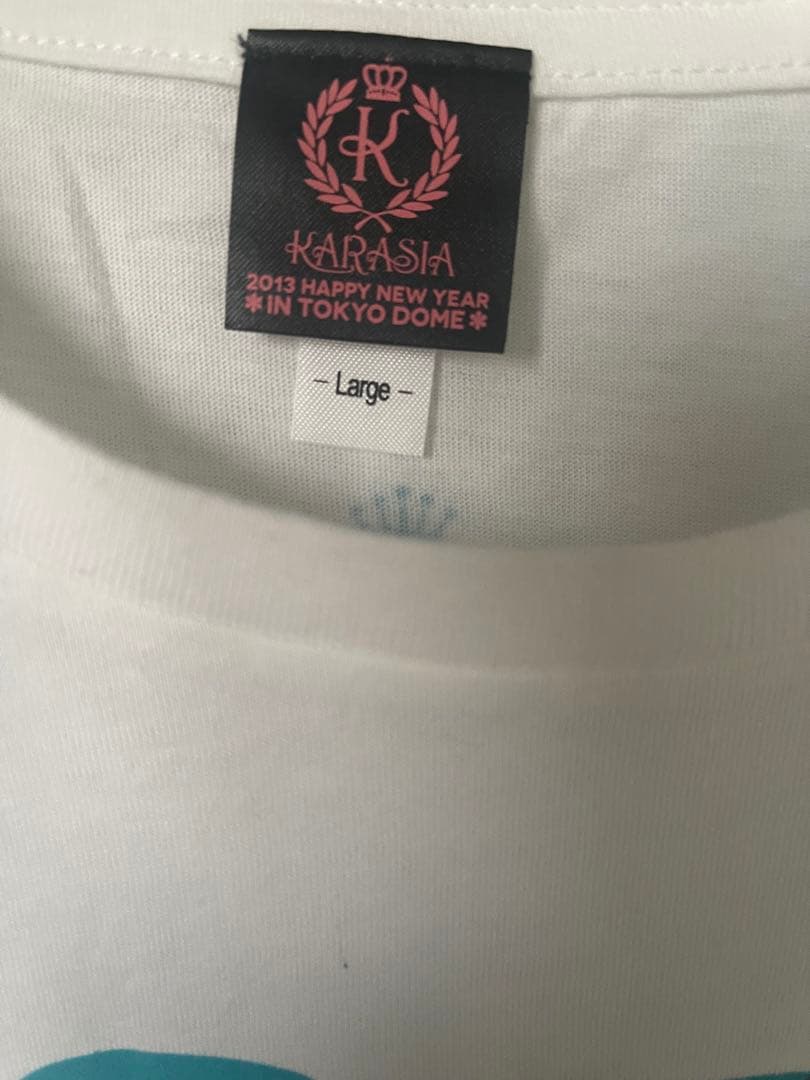 K
KARASIA
2013 HAPPY NEW YEAR
*IN TOKYO DOME*
- Large -